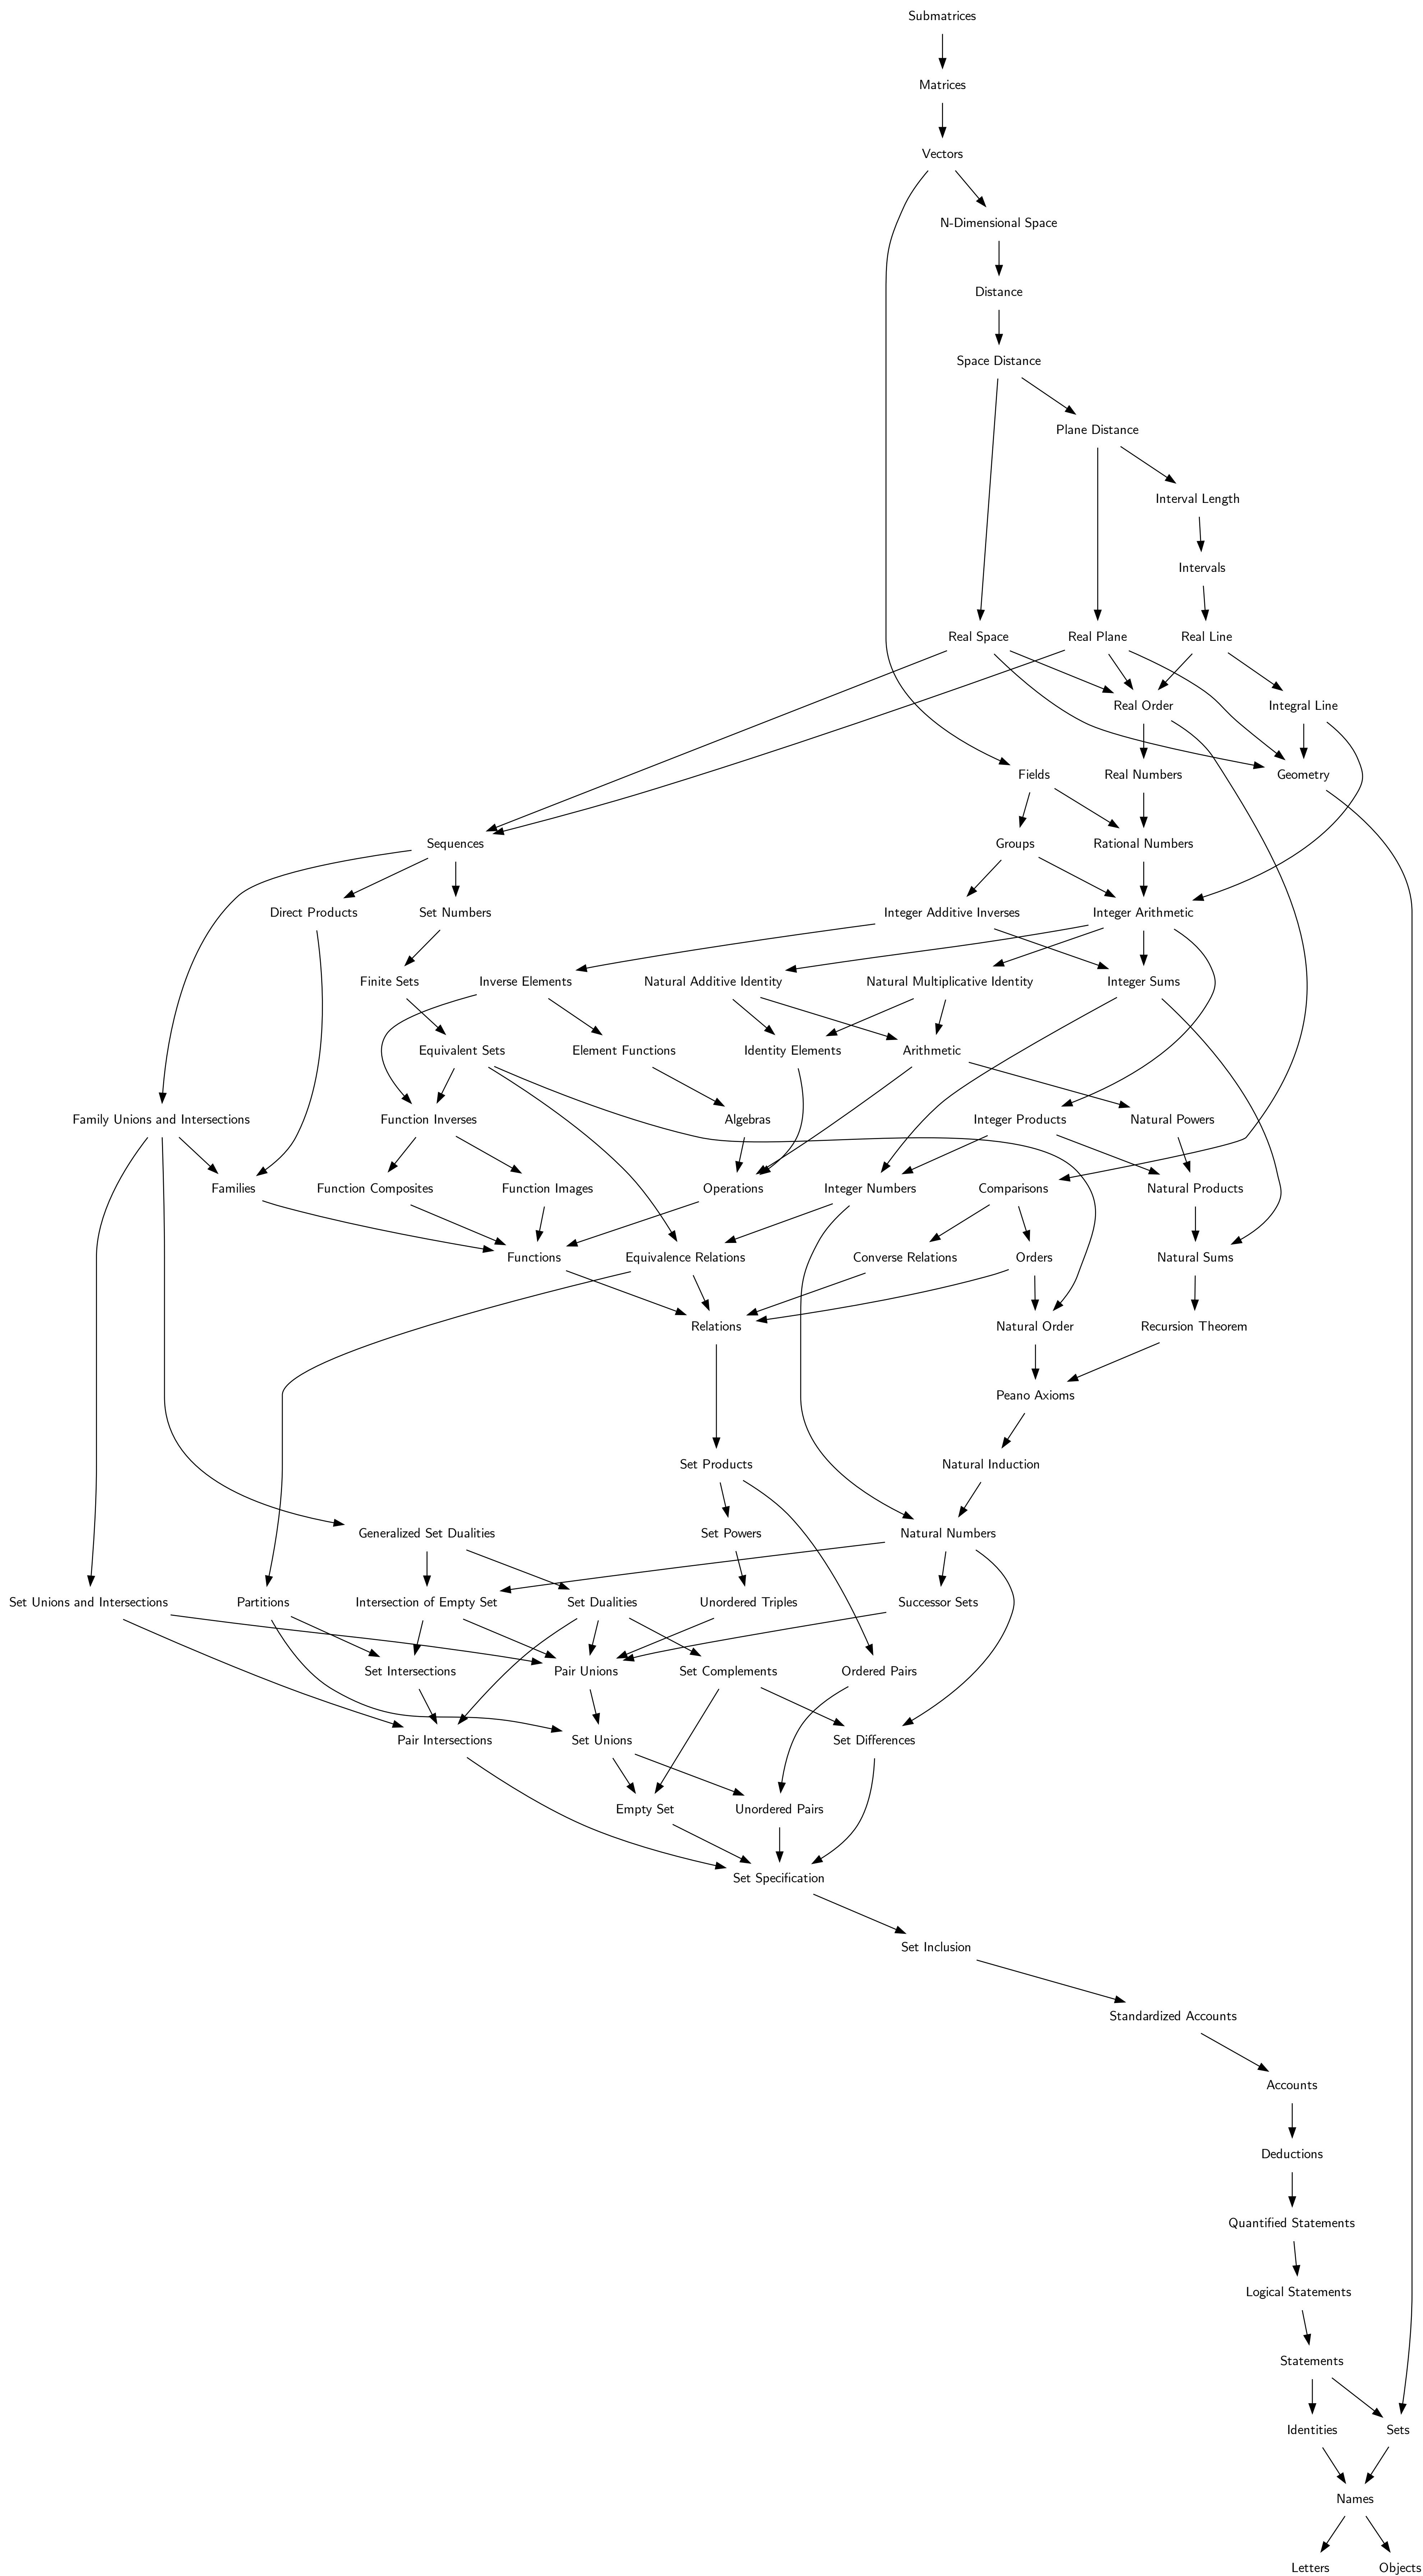 Submatrices
Matrices
Vectors
N-Dimensional Space
Distance
Space Distance
Plane Distance
Interval Length
Intervals
Real Space
Real Plane
Real Line
Real Order
Integral Line
Fields
Real Numbers
Geometry
Sequences
Groups
Rational Numbers
Direct Products
Set Numbers
Integer Additive Inverses
Integer Arithmetic
Finite Sets
Inverse Elements
Natural Additive Identity
Natural Multiplicative Identity
Integer Sums
Equivalent Sets
Element Functions
Identity Elements
Arithmetic
Family Unions and Intersections
Function Inverses
Algebras
Integer Products
Natural Powers
Families
Function Composites
Function Images
Operations
Integer Numbers
Comparisons
Natural Products
Functions
Equivalence Relations
Converse Relations
Orders
Natural Sums
Relations
Natural Order
Recursion Theorem
Peano Axioms
Set Products
Natural Induction
Generalized Set Dualities
Set Powers
Natural Numbers
Set Unions and Intersections
Partitions
Intersection of Empty Set
Set Dualities
Unordered Triples
Successor Sets
Set Intersections
Pair Unions
Set Complements
Ordered Pairs
Pair Intersections
Set Unions
Set Differences
Empty Set
Unordered Pairs
Set Specification
Set Inclusion
Standardized Accounts
Accounts
Deductions
Quantified Statements
Logical Statements
Statements
Identities
Sets
Names
Letters
Objects